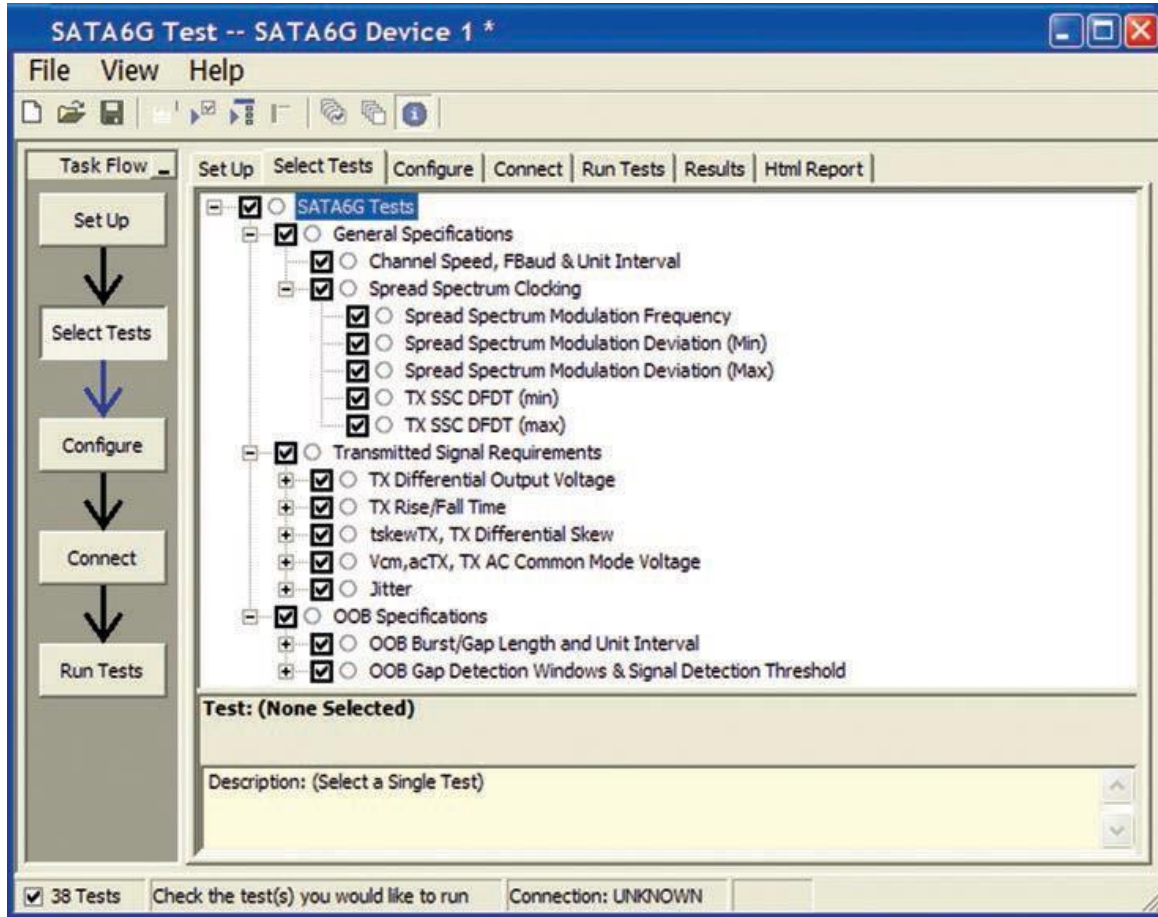 SATA6G Test -- SATA6G Device 1 *
File View Help
Task Flow
Set Up
Select Tests
Configure
Connect
Run Tests
Set Up Select Tests Configure Connect Run Tests Results Html Report
SATA6G Tests
General Specifications
Channel Speed, FBaud & Unit Interval
Spread Spectrum Clocking
Spread Spectrum Modulation Frequency
Spread Spectrum Modulation Deviation (Min)
Spread Spectrum Modulation Deviation (Max)
TX SSC DFDT (min)
TX SSC DFDT (max)
Transmitted Signal Requirements
TX Differential Output Voltage
TX Rise/Fall Time
tskewTX, TX Differential Skew
Vcm,acTX, TX AC Common Mode Voltage
Jitter
OOB Specifications
OOB Burst/Gap Length and Unit Interval
OOB Gap Detection Windows & Signal Detection Threshold
Test: (None Selected)
Description: (Select a Single Test)
38 Tests Check the test(s) you would like to run Connection: UNKNOWN